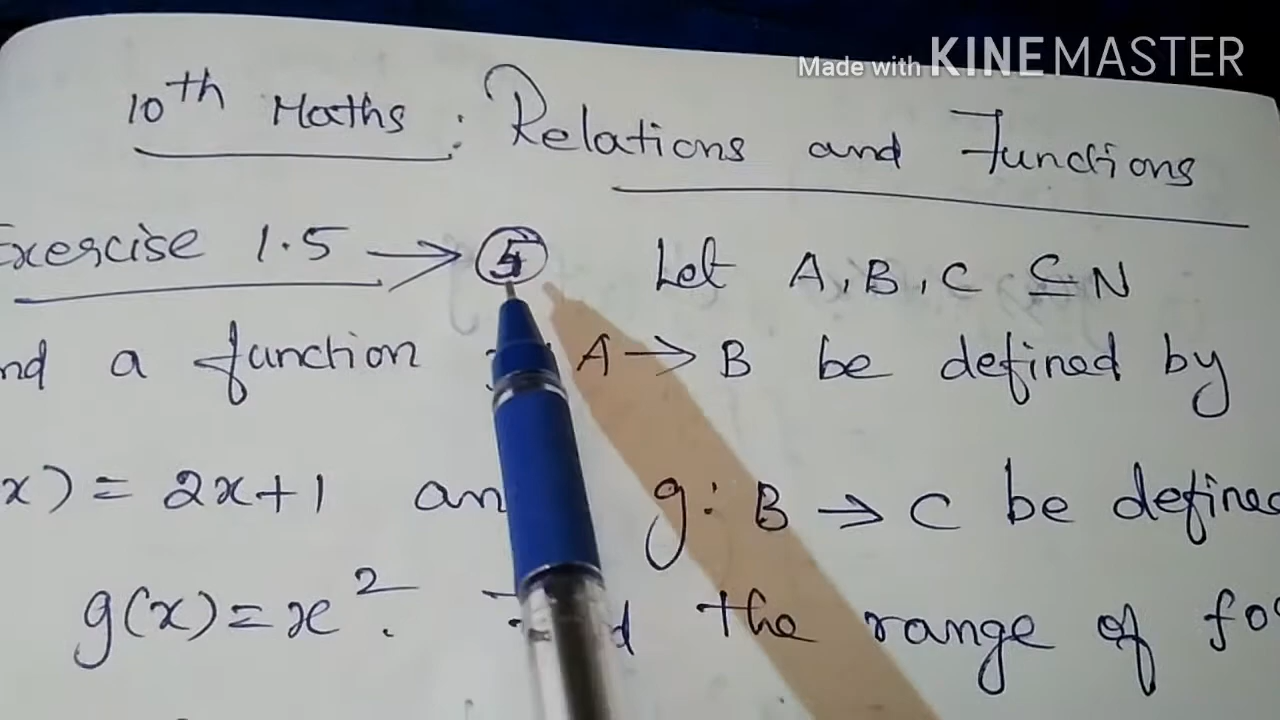 Made with KINEMASTER
10th Maths : Relations and Functions
Exercise 1.5 → 5 Let A, B, C ⊆ N
nd a function : A → B be defined by
x) = 2x+1 an g: B → C be define
g(x) = x². d the range of fo